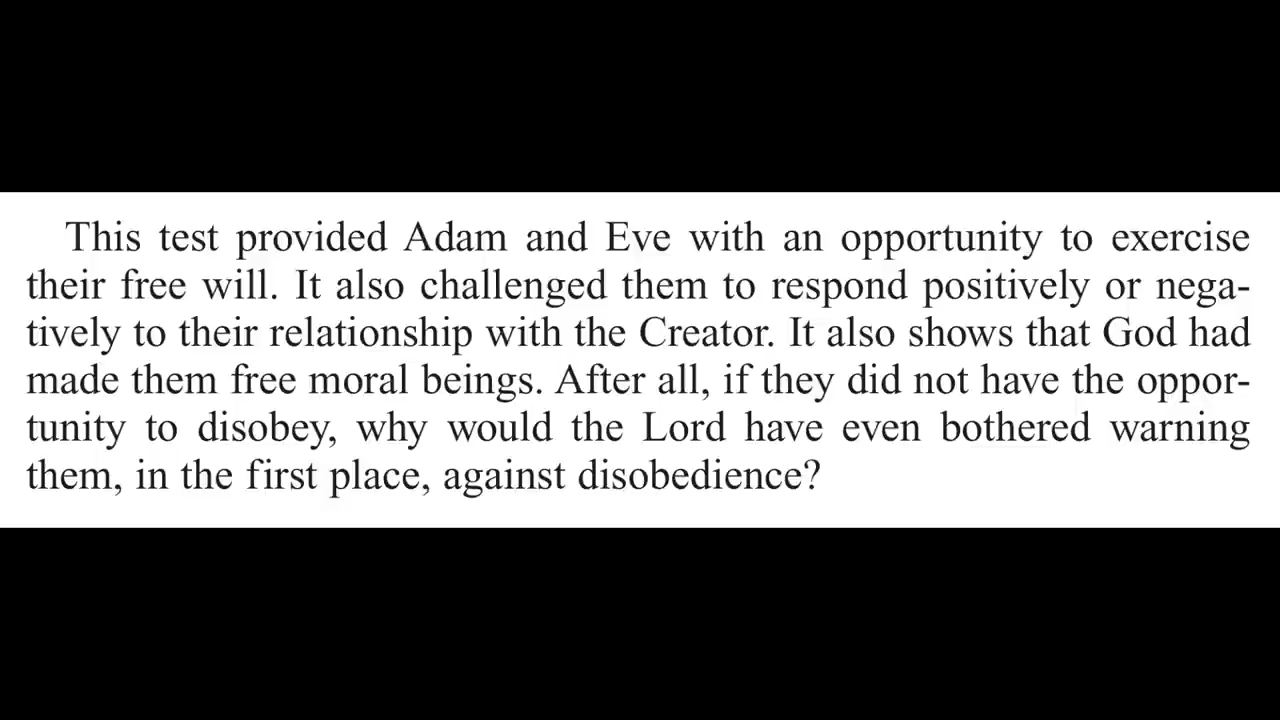 This test provided Adam and Eve with an opportunity to exercise
their free will. It also challenged them to respond positively or nega-
tively to their relationship with the Creator. It also shows that God had
made them free moral beings. After all, if they did not have the oppor-
tunity to disobey, why would the Lord have even bothered warning
them, in the first place, against disobedience?